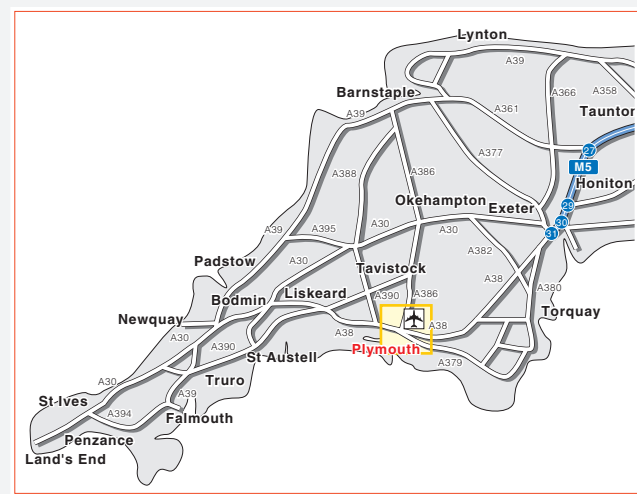 Lynton
A39
A366
A358
Barnstaple
A39
A361
Taunton
A377
27
M5
A388
A386
Honiton
Okehampton
Exeter
29
30
31
A39
A395
A30
A30
A382
Padstow
A30
Tavistock
A38
A380
Bodmin
Liskeard
A390
A386
Newquay
A38
A38
Torquay
A30
A390
St Austell
Plymouth
A379
A30
Truro
St Ives
A39
A394
Falmouth
Penzance
Land's End